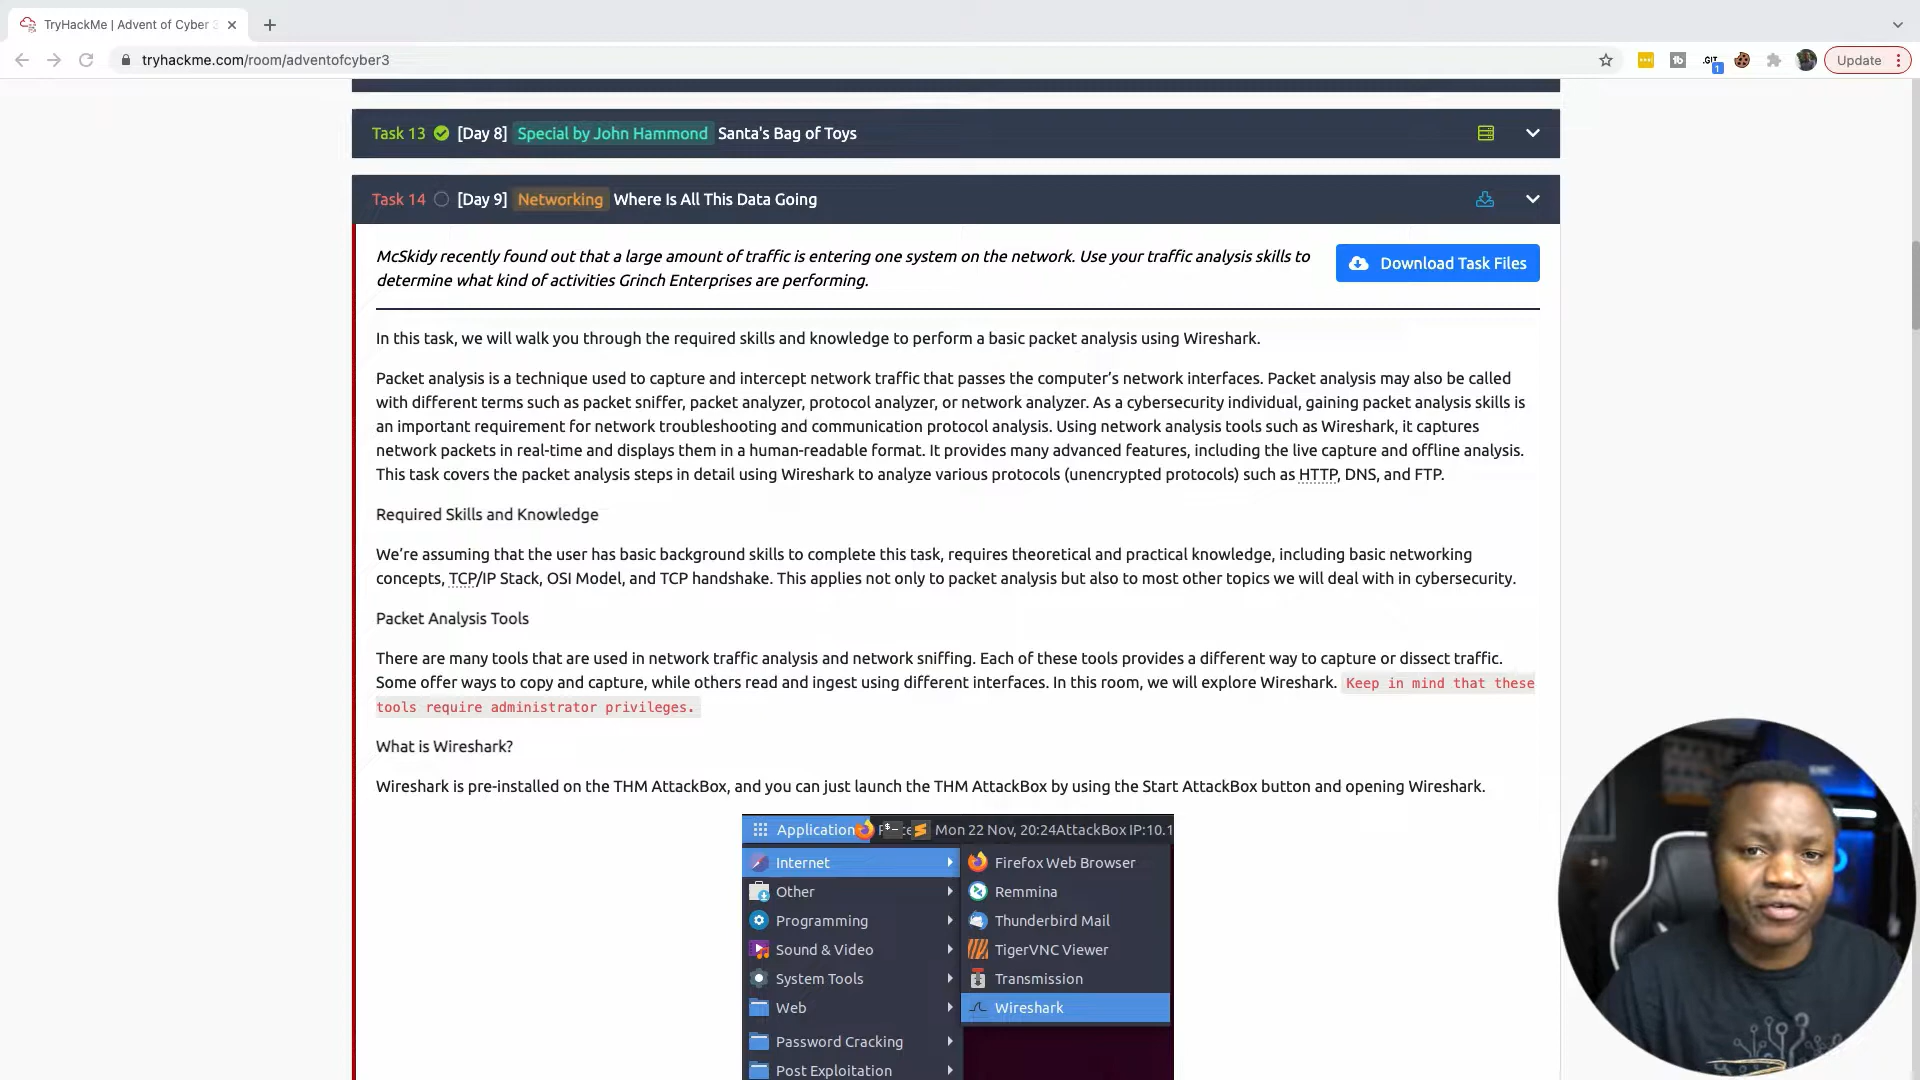 TryHackMe | Advent of Cyber 3
tryhackme.com/room/adventofcyber3
.GIT
1
Update
Task 13 [Day 8] Special by John Hammond Santa's Bag of Toys
Task 14 [Day 9] Networking Where Is All This Data Going
McSkidy recently found out that a large amount of traffic is entering one system on the network. Use your traffic analysis skills to
determine what kind of activities Grinch Enterprises are performing.
Download Task Files
In this task, we will walk you through the required skills and knowledge to perform a basic packet analysis using Wireshark.
Packet analysis is a technique used to capture and intercept network traffic that passes the computer’s network interfaces. Packet analysis may also be called
with different terms such as packet sniffer, packet analyzer, protocol analyzer, or network analyzer. As a cybersecurity individual, gaining packet analysis skills is
an important requirement for network troubleshooting and communication protocol analysis. Using network analysis tools such as Wireshark, it captures
network packets in real-time and displays them in a human-readable format. It provides many advanced features, including the live capture and offline analysis.
This task covers the packet analysis steps in detail using Wireshark to analyze various protocols (unencrypted protocols) such as HTTP, DNS, and FTP.
Required Skills and Knowledge
We’re assuming that the user has basic background skills to complete this task, requires theoretical and practical knowledge, including basic networking
concepts, TCP/IP Stack, OSI Model, and TCP handshake. This applies not only to packet analysis but also to most other topics we will deal with in cybersecurity.
Packet Analysis Tools
There are many tools that are used in network traffic analysis and network sniffing. Each of these tools provides a different way to capture or dissect traffic.
Some offer ways to copy and capture, while others read and ingest using different interfaces. In this room, we will explore Wireshark. Keep in mind that these
tools require administrator privileges.
What is Wireshark?
Wireshark is pre-installed on the THM AttackBox, and you can just launch the THM AttackBox by using the Start AttackBox button and opening Wireshark.
Application Mon 22 Nov, 20:24 AttackBox IP:10.1
Internet
Firefox Web Browser
Other
Remmina
Programming
Thunderbird Mail
Sound & Video
TigerVNC Viewer
System Tools
Transmission
Web
Wireshark
Password Cracking
Post Exploitation